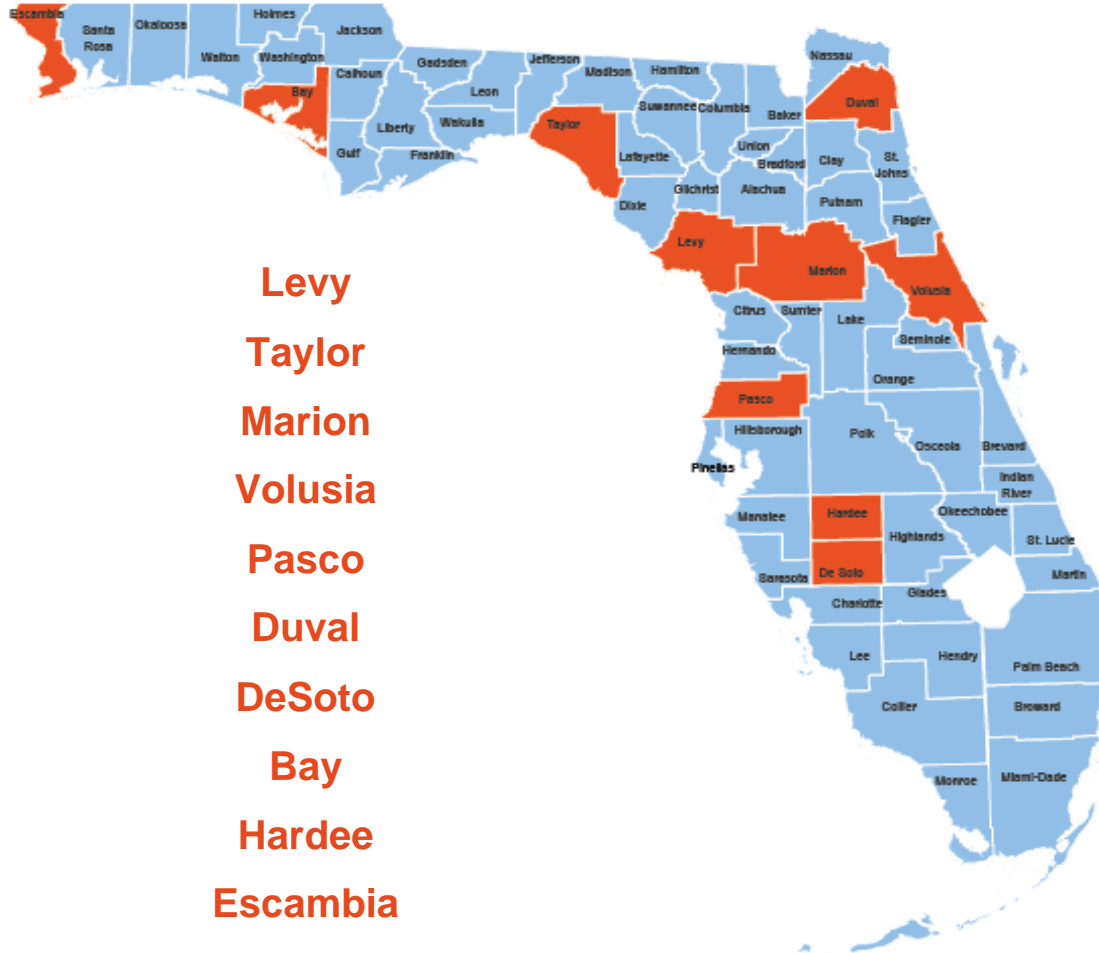 Escambia
Santa
Rosa
Okaloosa
Holmes
Walton
Washington
Jackson
Bay
Calhoun
Gulf
Liberty
Gadsden
Leon
Wakulla
Franklin
Jefferson
Madison
Taylor
Hamilton
Suwannee
Columbia
Lafayette
Dixie
Gilchrist
Baker
Union
Bradford
Alachua
Nassau
Duval
Clay
St.
Johns
Putnam
Flagler
Levy
Marion
Volusia
Citrus
Sumter
Lake
Seminole
Hernando
Orange
Pasco
Hillsborough
Polk
Osceola
Brevard
Pinellas
Indian
River
Manatee
Hardee
Highlands
Okeechobee
St. Lucie
Sarasota
De Soto
Martin
Charlotte
Glades
Lee
Hendry
Palm Beach
Collier
Broward
Monroe
Miami-Dade
Levy
Taylor
Marion
Volusia
Pasco
Duval
DeSoto
Bay
Hardee
Escambia